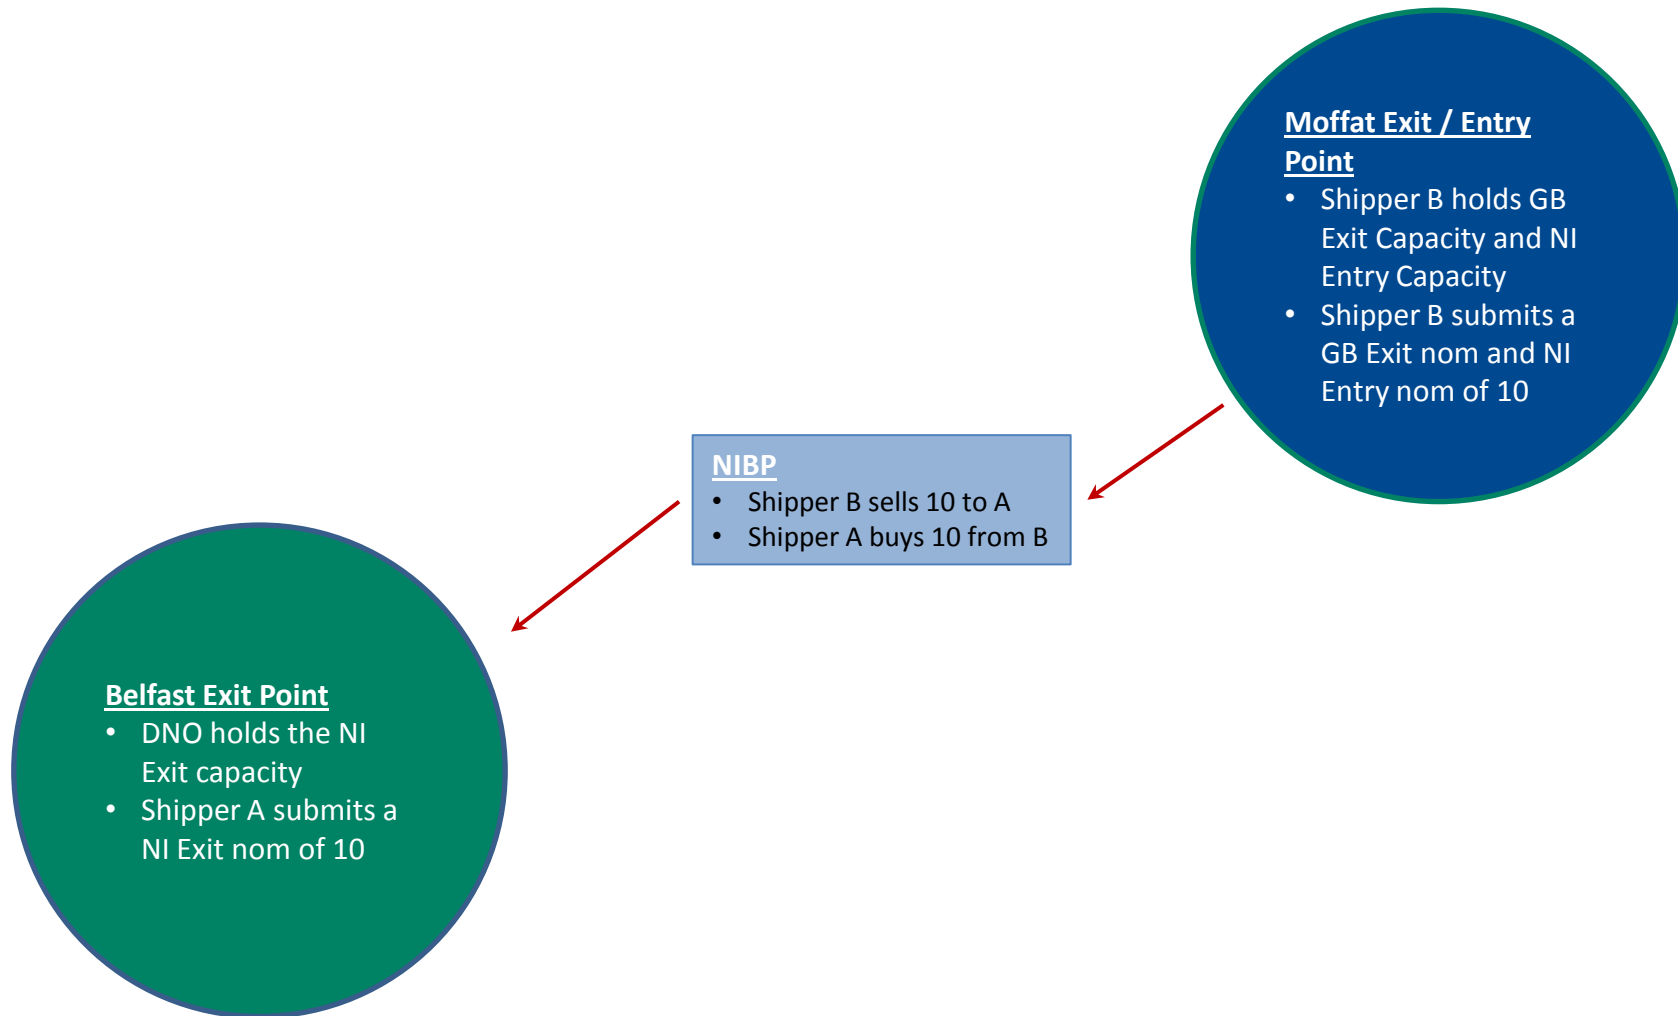 Moffat Exit / Entry
Point
• Shipper B holds GB
Exit Capacity and NI
Entry Capacity
• Shipper B submits a
GB Exit nom and NI
Entry nom of 10
NIBP
• Shipper B sells 10 to A
• Shipper A buys 10 from B
Belfast Exit Point
• DNO holds the NI
Exit capacity
• Shipper A submits a
NI Exit nom of 10